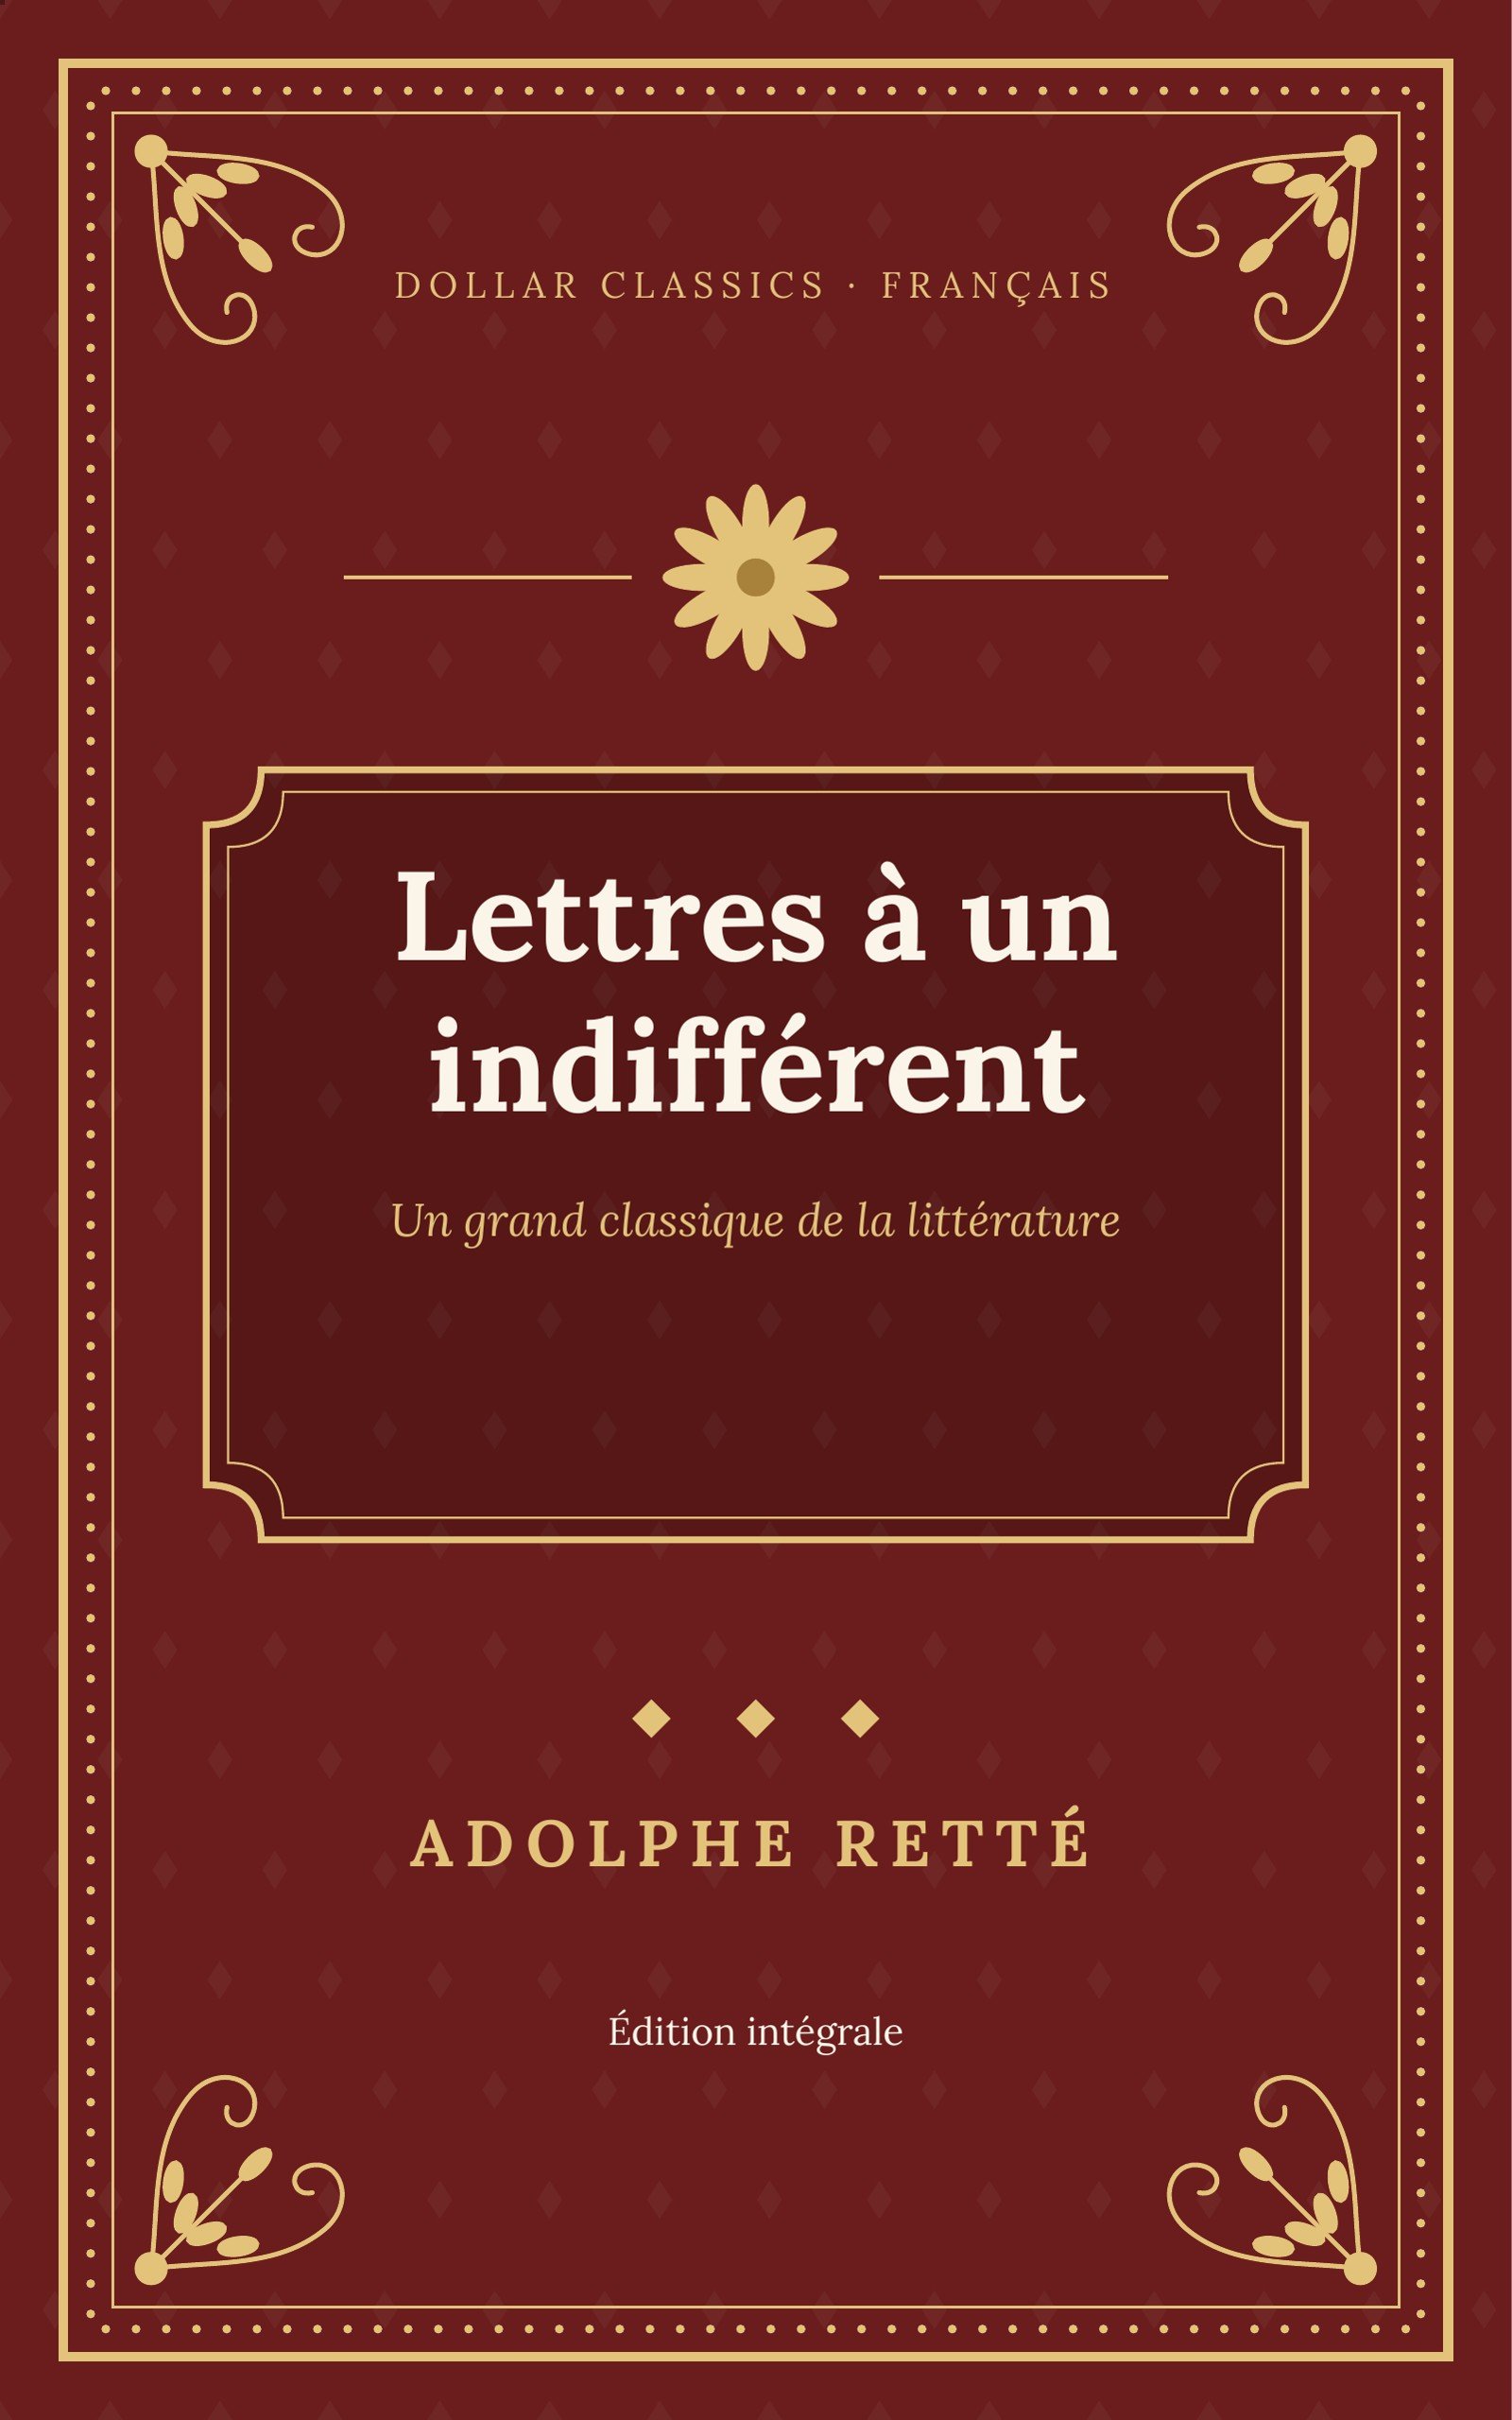 DOLLAR CLASSICS · FRANÇAIS
Lettres à un
indifférent
Un grand classique de la littérature
ADOLPHE RETTÉ
Édition intégrale